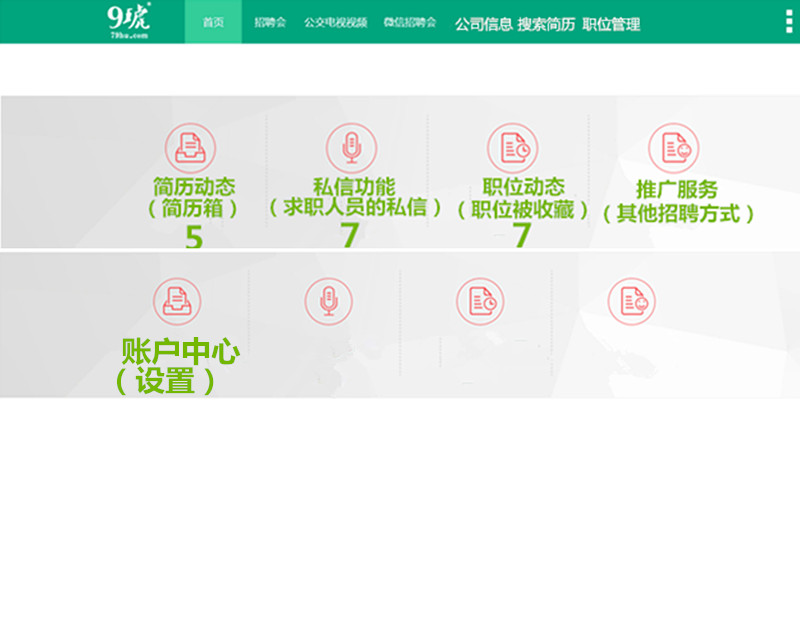 9號
79hu.com
首页 招聘会 公交电视视频 微信招聘会 公司信息 搜索简历 职位管理
简历动态 私信功能 职位动态 推广服务
（简历箱） （求职人员的私信） （职位被收藏） （其他招聘方式）
5 7 7
账户中心
（设置）